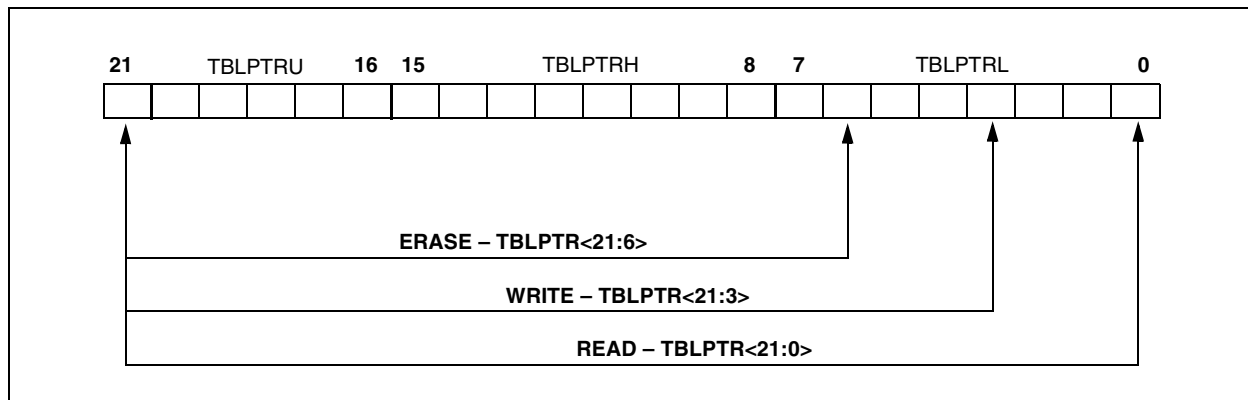 21 TBLPTRU 16 15 TBLPTRH 8 7 TBLPTRL 0
ERASE – TBLPTR<21:6>
WRITE – TBLPTR<21:3>
READ – TBLPTR<21:0>